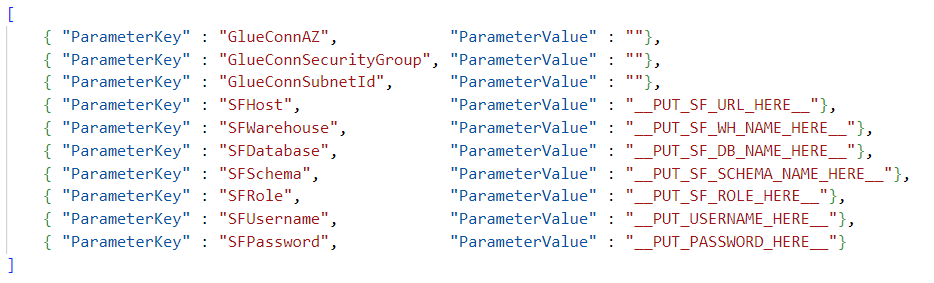 [
    { "ParameterKey" : "GlueConnAZ",            "ParameterValue" : ""},
    { "ParameterKey" : "GlueConnSecurityGroup", "ParameterValue" : ""},
    { "ParameterKey" : "GlueConnSubnetId",      "ParameterValue" : ""},
    { "ParameterKey" : "SFHost",                "ParameterValue" : "__PUT_SF_URL_HERE__"},
    { "ParameterKey" : "SFWarehouse",           "ParameterValue" : "__PUT_SF_WH_NAME_HERE__"},
    { "ParameterKey" : "SFDatabase",            "ParameterValue" : "__PUT_SF_DB_NAME_HERE__"},
    { "ParameterKey" : "SFSchema",              "ParameterValue" : "__PUT_SF_SCHEMA_NAME_HERE__"},
    { "ParameterKey" : "SFRole",                "ParameterValue" : "__PUT_SF_ROLE_HERE__"},
    { "ParameterKey" : "SFUsername",            "ParameterValue" : "__PUT_USERNAME_HERE__"},
    { "ParameterKey" : "SFPassword",            "ParameterValue" : "__PUT_PASSWORD_HERE__"}
]